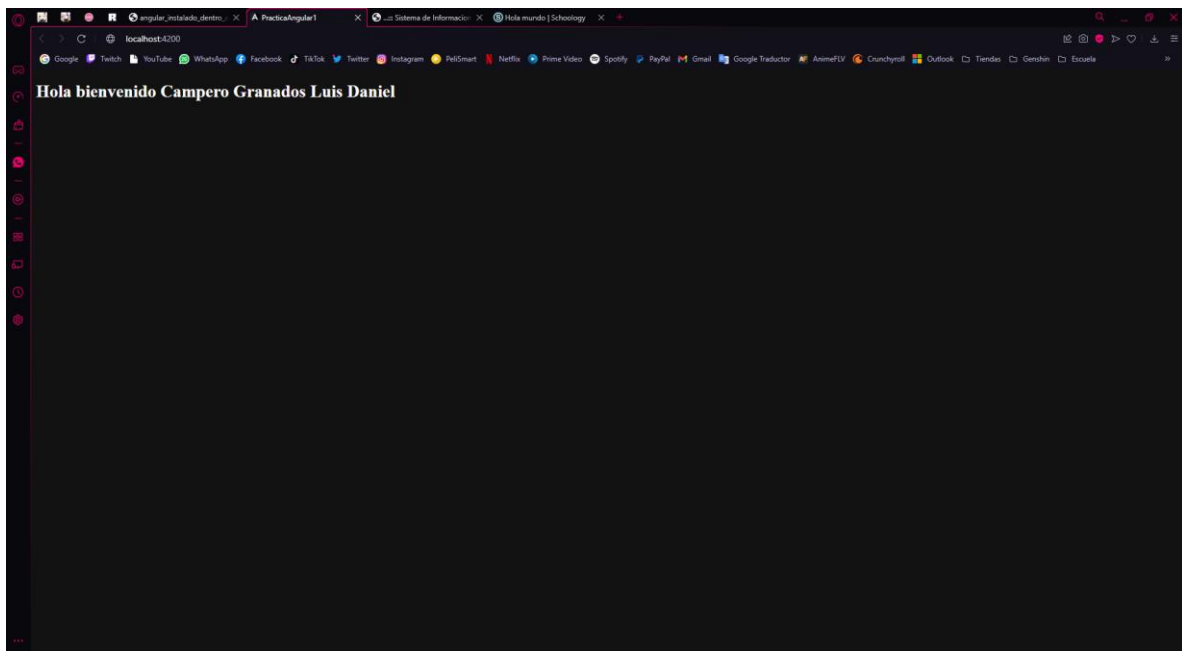 angular_instalado_dentro_
PracticaAngular1
..:: Sistema de Informacion
Hola mundo | Schoology
localhost:4200
Google Twitch YouTube WhatsApp Facebook TikTok Twitter Instagram PeliSmart Netflix Prime Video Spotify PayPal Gmail Google Traductor AnimeFLV Crunchyroll Outlook Tiendas Genshin Escuela
Hola bienvenido Campero Granados Luis Daniel